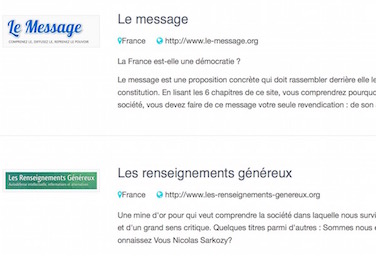 Le Message
COMPRENEZ LE, DIFFUSEZ LE, REPRENEZ LE POUVOIR
Le message
France http://www.le-message.org
La France est-elle une démocratie ?
Le message est une proposition concrète qui doit rassembler derrière elle le
constitution. En lisant les 6 chapitres de ce site, vous comprendrez pourquo
société, vous devez faire de ce message votre seule revendication : de son a
Les Renseignements Généreux
Les renseignements généreux
France http://www.les-renseignements-genereux.org
Une mine d'or pour qui veut comprendre la société dans laquelle nous survi
et d'un grand sens critique. Quelques titres parmi d'autres : Sommes nous e
onnaissez Vous Nicolas Sarkozy?